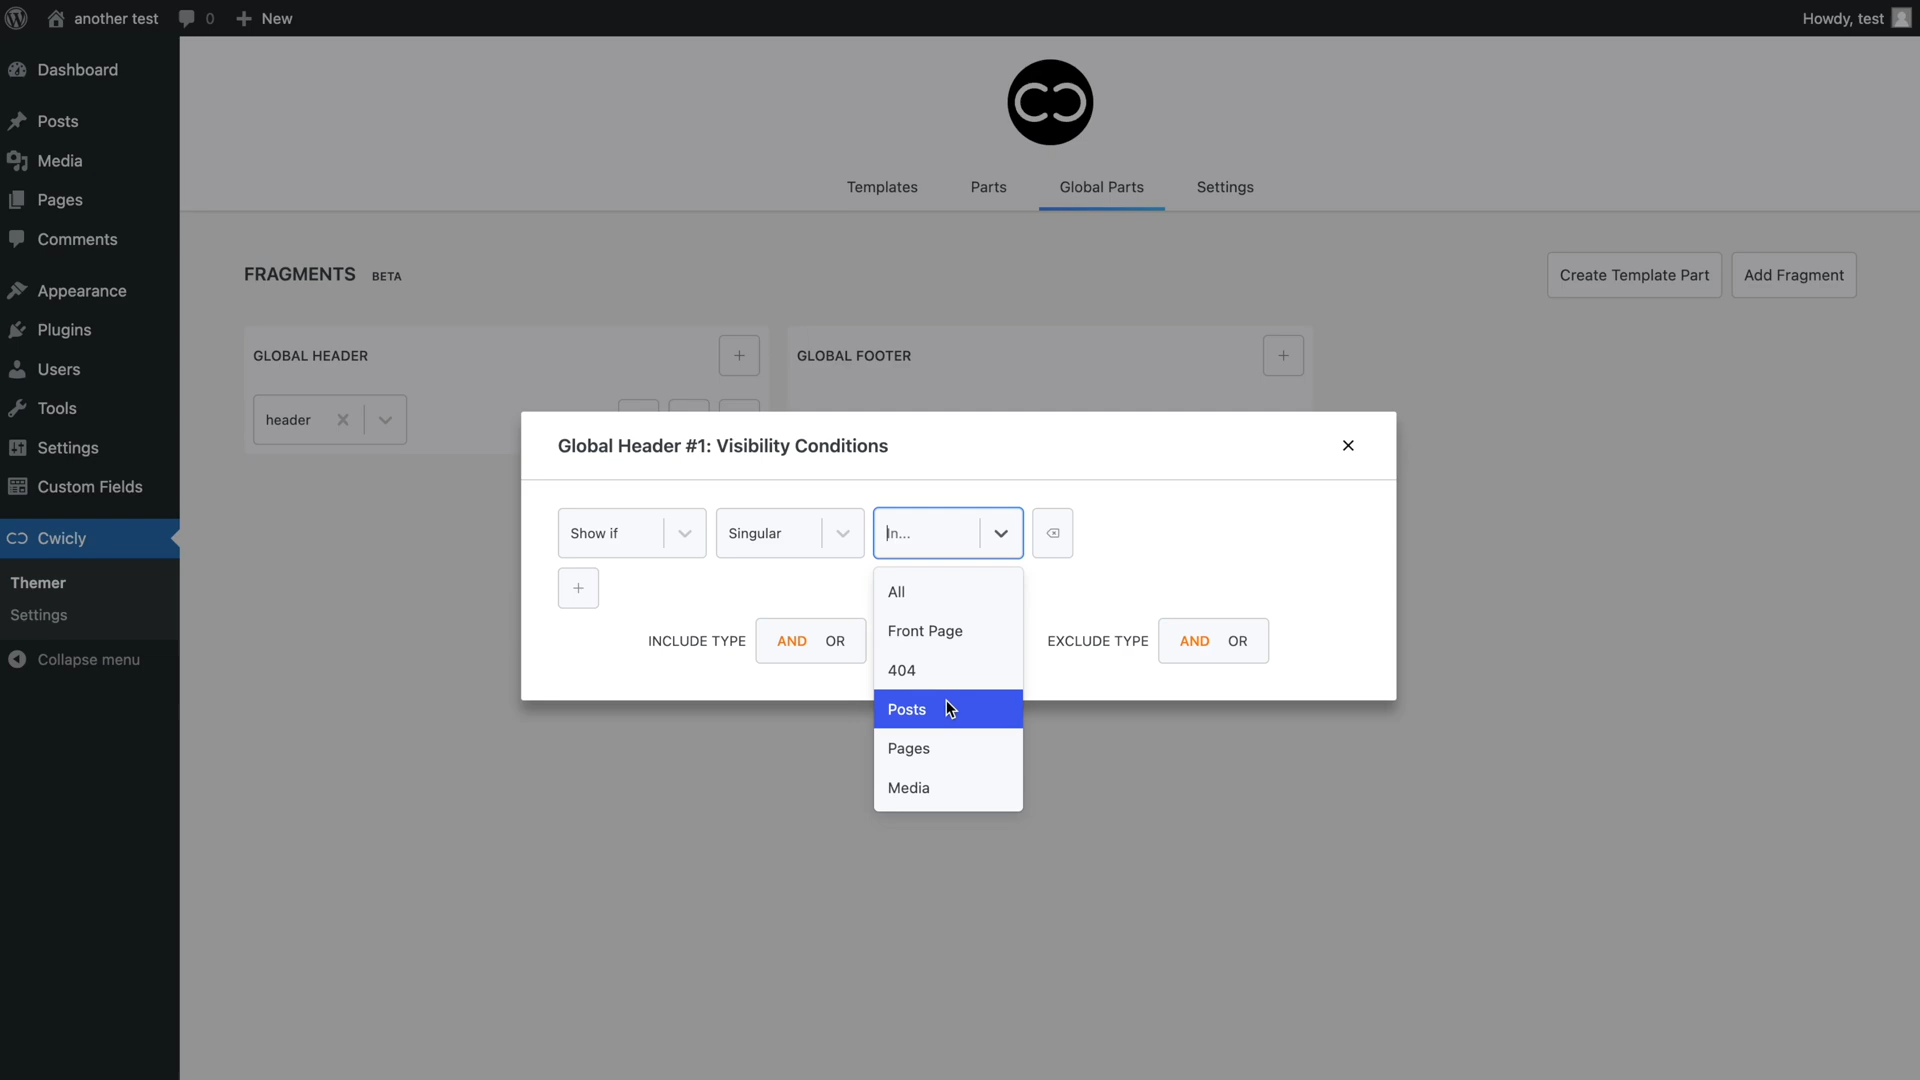 another test
0
New
Howdy, test
Dashboard
Posts
Media
Pages
Comments
Appearance
Plugins
Users
Tools
Settings
Custom Fields
Cwicly
Themer
Settings
Collapse menu
Templates
Parts
Global Parts
Settings
FRAGMENTS BETA
Create Template Part
Add Fragment
GLOBAL HEADER
GLOBAL FOOTER
header
Global Header #1: Visibility Conditions
Show if
Singular
In...
All
Front Page
404
Posts
Pages
Media
INCLUDE TYPE AND OR
EXCLUDE TYPE AND OR